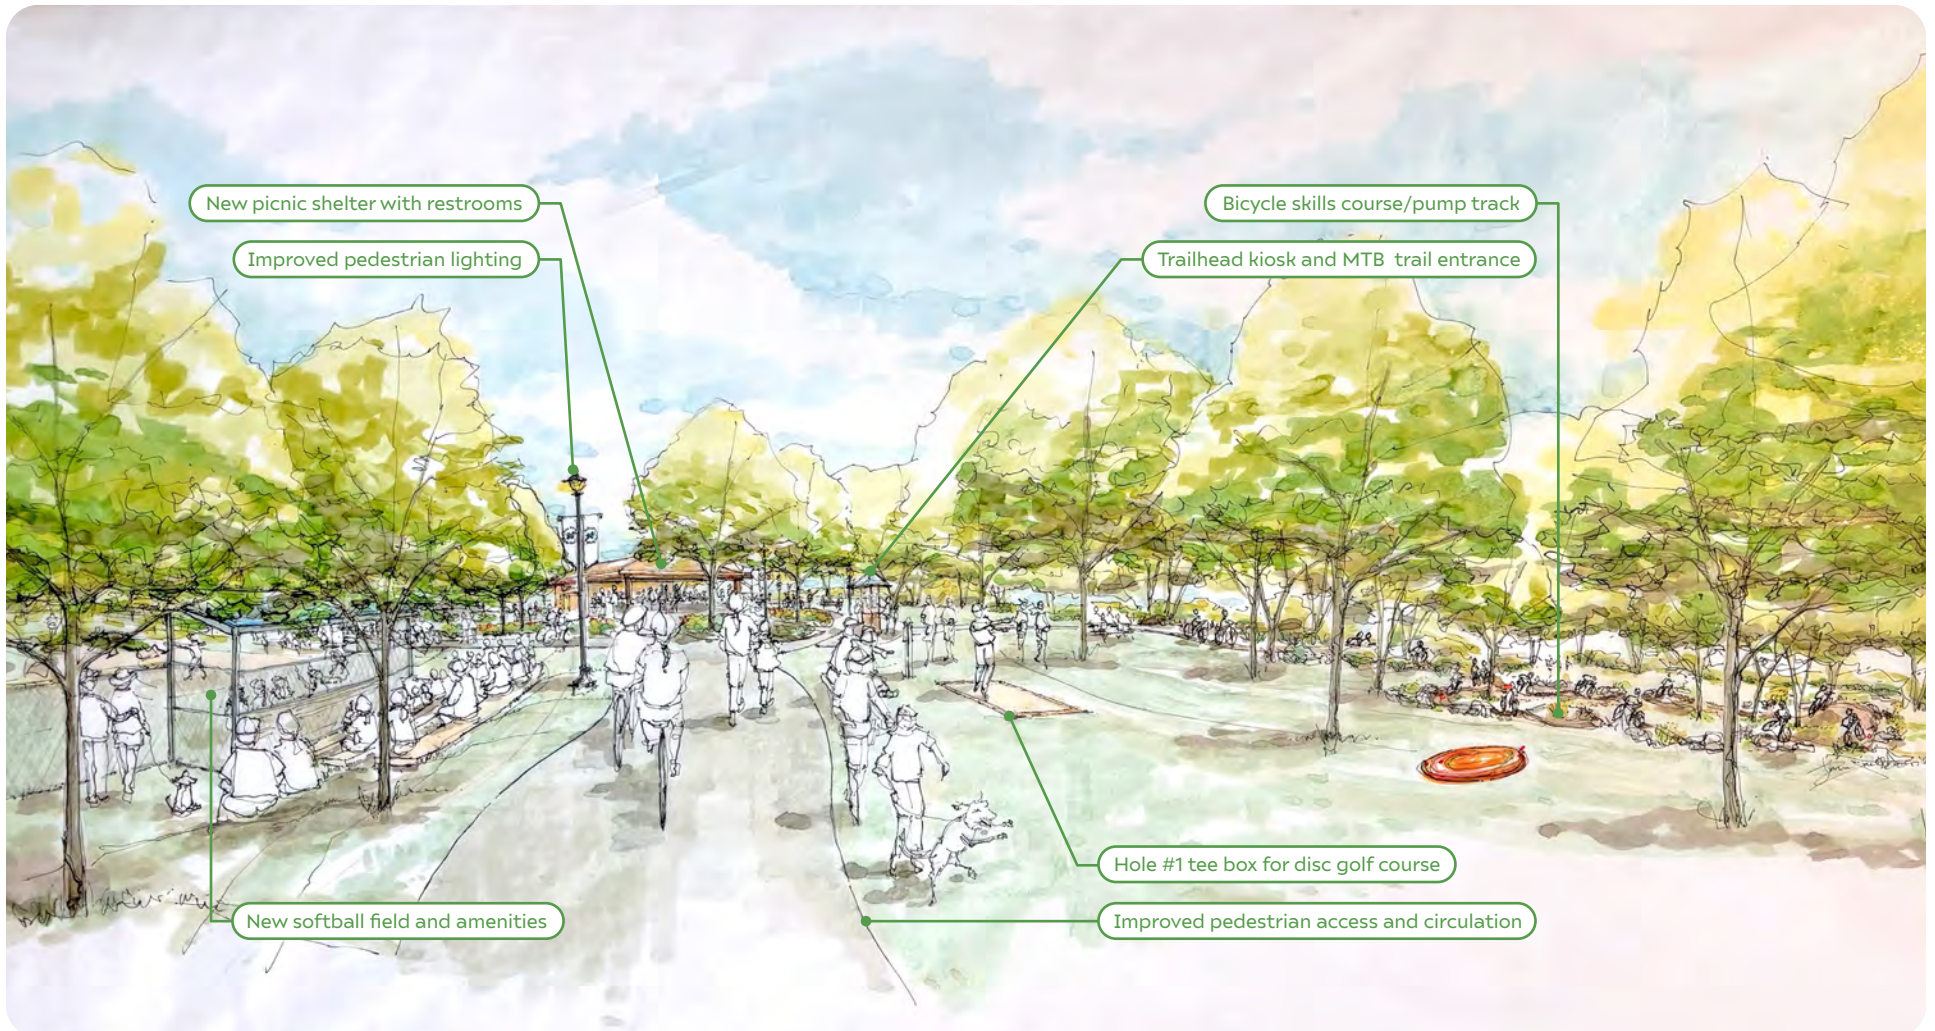 New picnic shelter with restrooms
Bicycle skills course/pump track
Improved pedestrian lighting
Trailhead kiosk and MTB trail entrance
Hole #1 tee box for disc golf course
New softball field and amenities
Improved pedestrian access and circulation